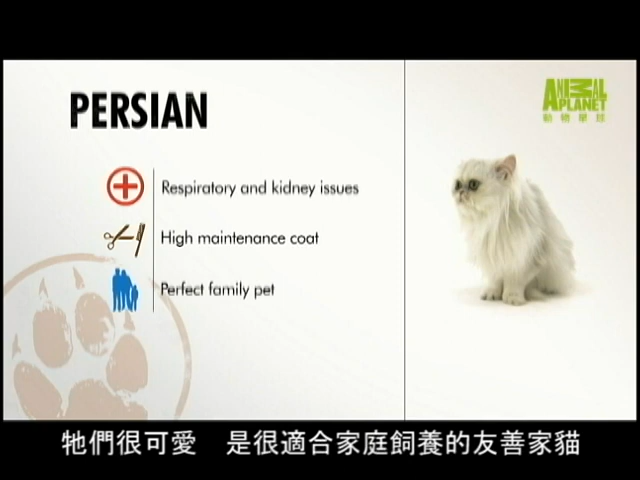 PERSIAN
ANIMAL
PLANET
動物星球
Respiratory and kidney issues
High maintenance coat
Perfect family pet
牠們很可愛　是很適合家庭飼養的友善家貓